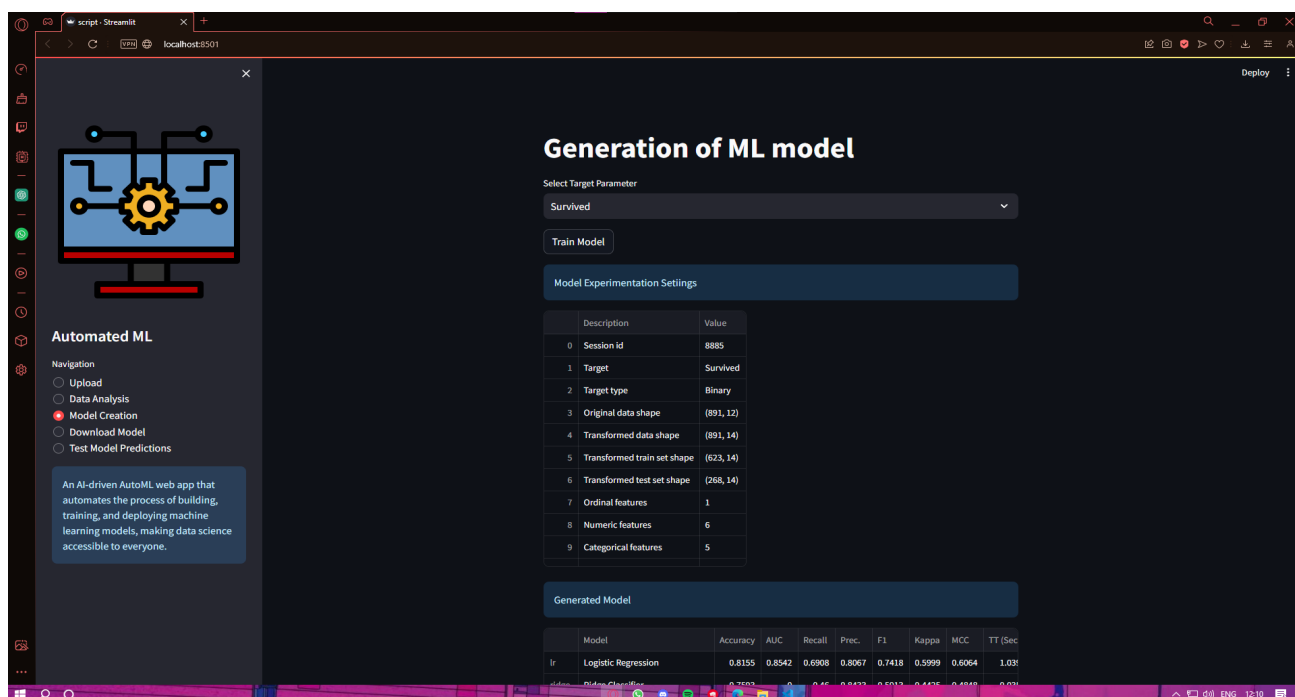 script · Streamlit
VPN
localhost:8501
Deploy
Automated ML
Navigation
Upload
Data Analysis
Model Creation
Download Model
Test Model Predictions
An AI-driven AutoML web app that
automates the process of building,
training, and deploying machine
learning models, making data science
accessible to everyone.
Generation of ML model
Select Target Parameter
Survived
Train Model
Model Experimentation Setiings
Description Value
0 Session id 8885
1 Target Survived
2 Target type Binary
3 Original data shape (891, 12)
4 Transformed data shape (891, 14)
5 Transformed train set shape (623, 14)
6 Transformed test set shape (268, 14)
7 Ordinal features 1
8 Numeric features 6
9 Categorical features 5
Generated Model
Model Accuracy AUC Recall Prec. F1 Kappa MCC TT (Sec
lr Logistic Regression 0.8155 0.8542 0.6908 0.8067 0.7418 0.5999 0.6064
ridge Ridge Classifier
ENG 12:10